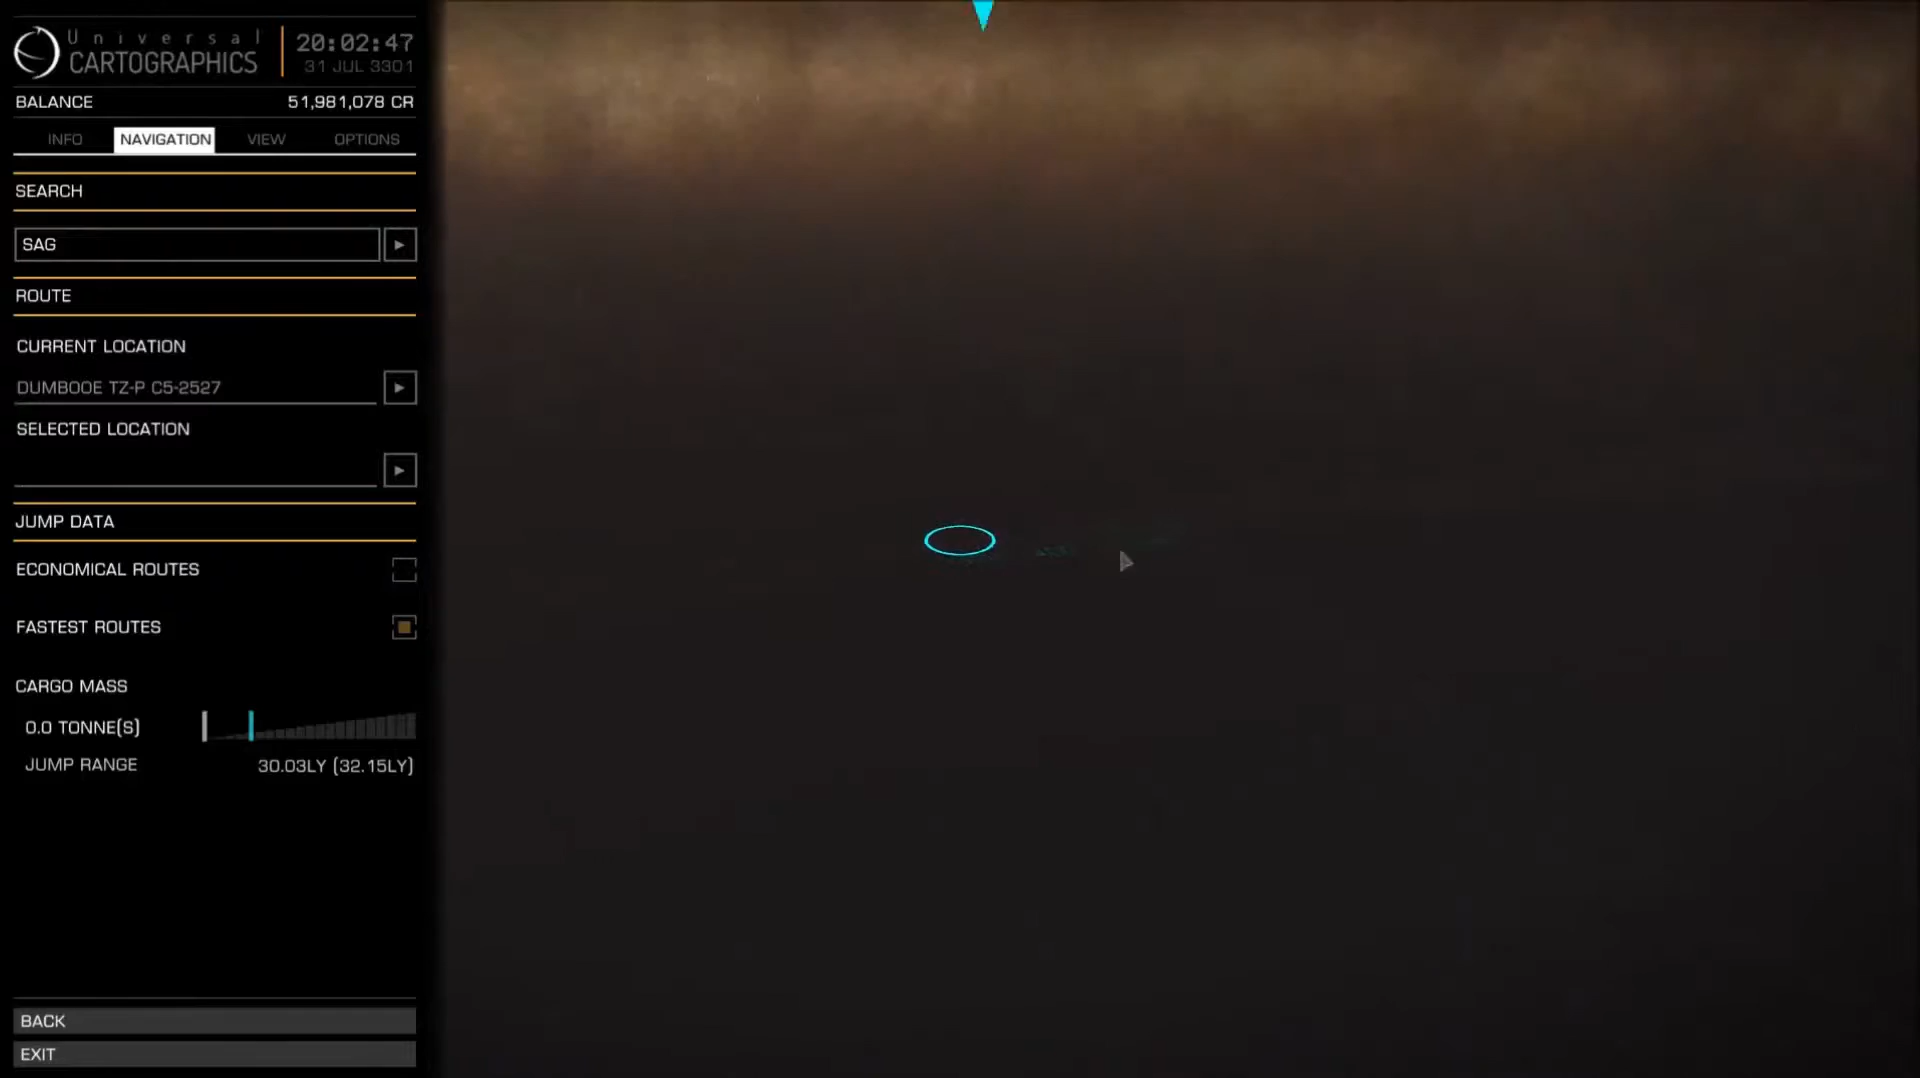 Universal
CARTOGRAPHICS
20:02:47
31 JUL 3301
BALANCE 51,981,078 CR
INFO NAVIGATION VIEW OPTIONS
SEARCH
SAG
ROUTE
CURRENT LOCATION
DUMBOOE TZ-P C5-2527
SELECTED LOCATION
JUMP DATA
ECONOMICAL ROUTES
FASTEST ROUTES
CARGO MASS
0.0 TONNE(S)
JUMP RANGE 30.03LY (32.15LY)
BACK
EXIT